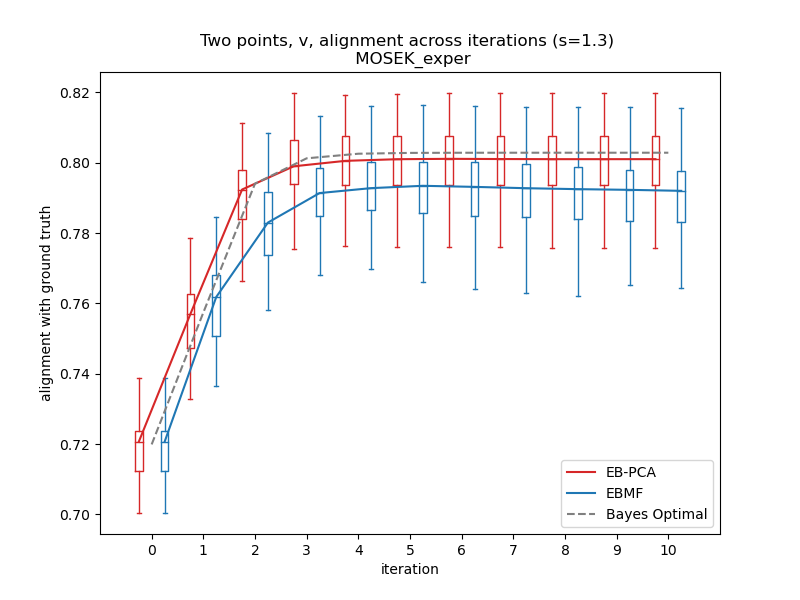 Two points, v, alignment across iterations (s=1.3)
MOSEK_exper
alignment with ground truth
0.82
0.80
0.78
0.76
0.74
0.72
0.70
EB-PCA
EBMF
Bayes Optimal
0 1 2 3 4 5 6 7 8 9 10
iteration